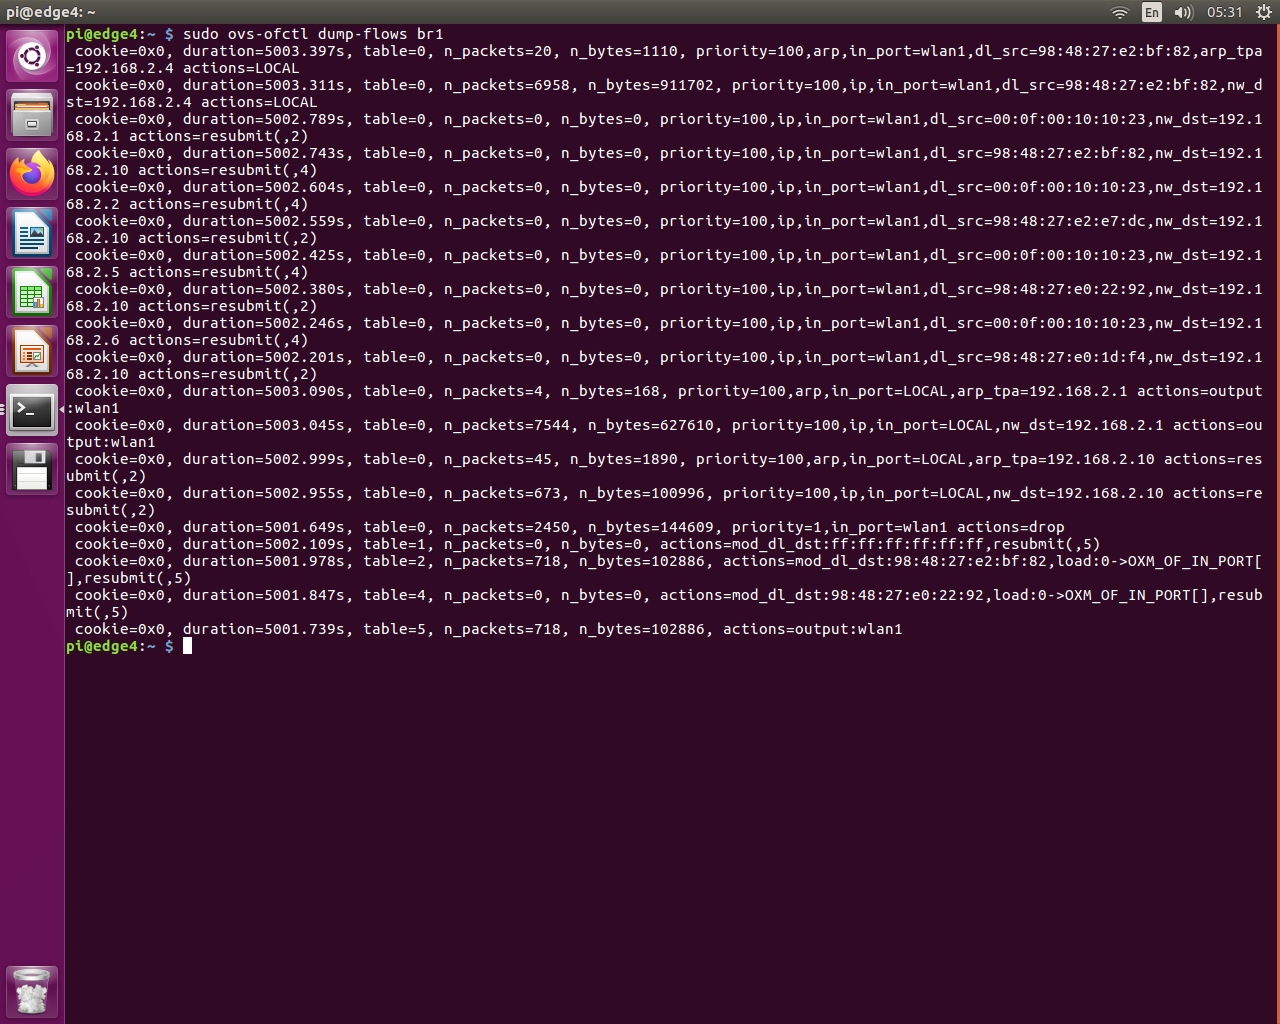 pi@edge4: ~
En
05:31
pi@edge4:~ $ sudo ovs-ofctl dump-flows br1
 cookie=0x0, duration=5003.397s, table=0, n_packets=20, n_bytes=1110, priority=100,arp,in_port=wlan1,dl_src=98:48:27:e2:bf:82,arp_tpa
=192.168.2.4 actions=LOCAL
 cookie=0x0, duration=5003.311s, table=0, n_packets=6958, n_bytes=911702, priority=100,ip,in_port=wlan1,dl_src=98:48:27:e2:bf:82,nw_d
st=192.168.2.4 actions=LOCAL
 cookie=0x0, duration=5002.789s, table=0, n_packets=0, n_bytes=0, priority=100,ip,in_port=wlan1,dl_src=00:0f:00:10:10:23,nw_dst=192.1
68.2.1 actions=resubmit(,2)
 cookie=0x0, duration=5002.743s, table=0, n_packets=0, n_bytes=0, priority=100,ip,in_port=wlan1,dl_src=98:48:27:e2:bf:82,nw_dst=192.1
68.2.10 actions=resubmit(,4)
 cookie=0x0, duration=5002.604s, table=0, n_packets=0, n_bytes=0, priority=100,ip,in_port=wlan1,dl_src=00:0f:00:10:10:23,nw_dst=192.1
68.2.2 actions=resubmit(,4)
 cookie=0x0, duration=5002.559s, table=0, n_packets=0, n_bytes=0, priority=100,ip,in_port=wlan1,dl_src=98:48:27:e2:e7:dc,nw_dst=192.1
68.2.10 actions=resubmit(,2)
 cookie=0x0, duration=5002.425s, table=0, n_packets=0, n_bytes=0, priority=100,ip,in_port=wlan1,dl_src=00:0f:00:10:10:23,nw_dst=192.1
68.2.5 actions=resubmit(,4)
 cookie=0x0, duration=5002.380s, table=0, n_packets=0, n_bytes=0, priority=100,ip,in_port=wlan1,dl_src=98:48:27:e0:22:92,nw_dst=192.1
68.2.10 actions=resubmit(,2)
 cookie=0x0, duration=5002.246s, table=0, n_packets=0, n_bytes=0, priority=100,ip,in_port=wlan1,dl_src=00:0f:00:10:10:23,nw_dst=192.1
68.2.6 actions=resubmit(,4)
 cookie=0x0, duration=5002.201s, table=0, n_packets=0, n_bytes=0, priority=100,ip,in_port=wlan1,dl_src=98:48:27:e0:1d:f4,nw_dst=192.1
68.2.10 actions=resubmit(,2)
 cookie=0x0, duration=5003.090s, table=0, n_packets=4, n_bytes=168, priority=100,arp,in_port=LOCAL,arp_tpa=192.168.2.1 actions=output
:wlan1
 cookie=0x0, duration=5003.045s, table=0, n_packets=7544, n_bytes=627610, priority=100,ip,in_port=LOCAL,nw_dst=192.168.2.1 actions=ou
tput:wlan1
 cookie=0x0, duration=5002.999s, table=0, n_packets=45, n_bytes=1890, priority=100,arp,in_port=LOCAL,arp_tpa=192.168.2.10 actions=res
ubmit(,2)
 cookie=0x0, duration=5002.955s, table=0, n_packets=673, n_bytes=100996, priority=100,ip,in_port=LOCAL,nw_dst=192.168.2.10 actions=re
submit(,2)
 cookie=0x0, duration=5001.649s, table=0, n_packets=2450, n_bytes=144609, priority=1,in_port=wlan1 actions=drop
 cookie=0x0, duration=5002.109s, table=1, n_packets=0, n_bytes=0, actions=mod_dl_dst:ff:ff:ff:ff:ff:ff,resubmit(,5)
 cookie=0x0, duration=5001.978s, table=2, n_packets=718, n_bytes=102886, actions=mod_dl_dst:98:48:27:e2:bf:82,load:0->OXM_OF_IN_PORT[
],resubmit(,5)
 cookie=0x0, duration=5001.847s, table=4, n_packets=0, n_bytes=0, actions=mod_dl_dst:98:48:27:e0:22:92,load:0->OXM_OF_IN_PORT[],resub
mit(,5)
 cookie=0x0, duration=5001.739s, table=5, n_packets=718, n_bytes=102886, actions=output:wlan1
pi@edge4:~ $